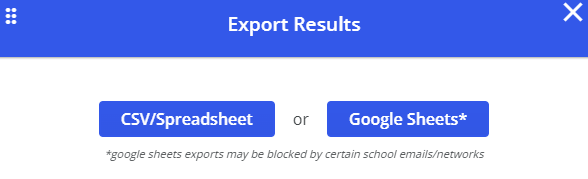 Export Results
CSV/Spreadsheet or Google Sheets*
*google sheets exports may be blocked by certain school emails/networks